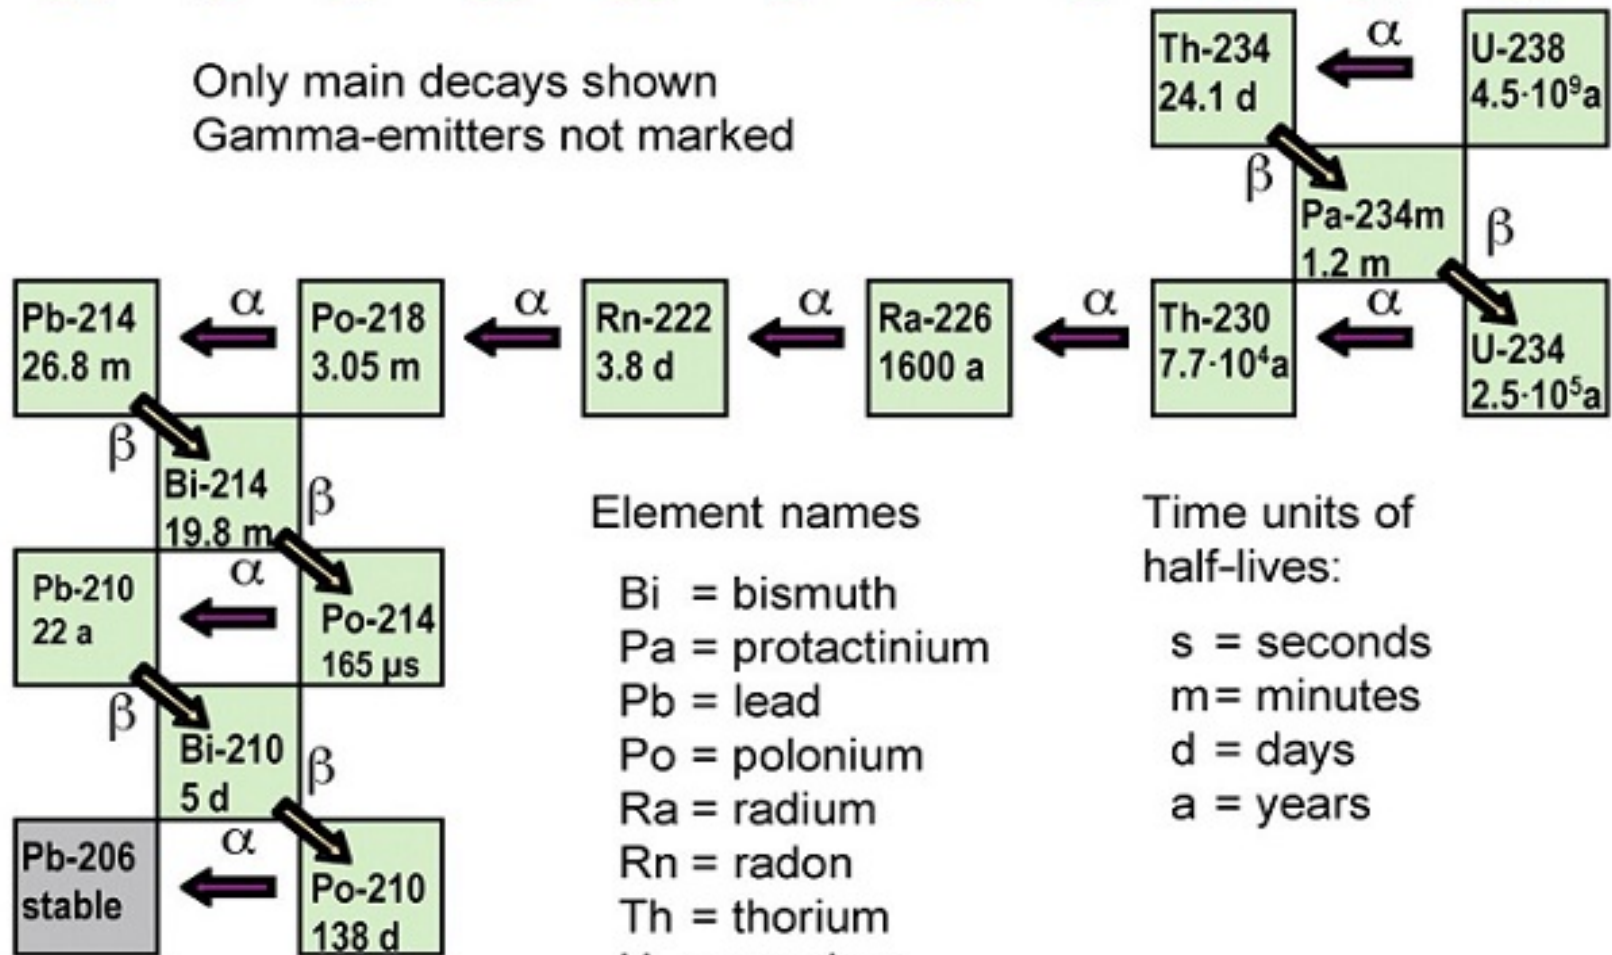 Only main decays shown
Gamma-emitters not marked
Th-234
24.1 d
α
U-238
4.5·10⁹a
β
Pa-234m
1.2 m
β
Pb-214
26.8 m
α
Po-218
3.05 m
α
Rn-222
3.8 d
α
Ra-226
1600 a
α
Th-230
7.7·10⁴a
α
U-234
2.5·10⁵a
β
Bi-214
19.8 m
β
Pb-210
22 a
α
Po-214
165 µs
β
Bi-210
5 d
β
Pb-206
stable
α
Po-210
138 d
Element names
Bi = bismuth
Pa = protactinium
Pb = lead
Po = polonium
Ra = radium
Rn = radon
Th = thorium
Time units of
half-lives:
s = seconds
m= minutes
d = days
a = years